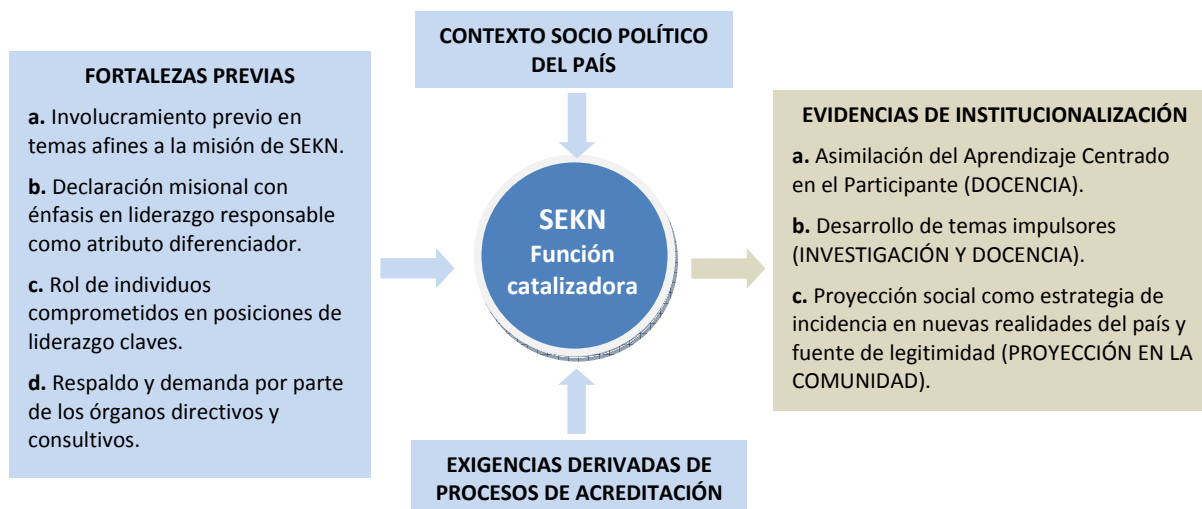 FORTALEZAS PREVIAS
a. Involucramiento previo en
temas afines a la misión de SEKN.
b. Declaración misional con
énfasis en liderazgo responsable
como atributo diferenciador.
c. Rol de individuos
comprometidos en posiciones de
liderazgo claves.
d. Respaldo y demanda por parte
de los órganos directivos y
consultivos.
CONTEXTO SOCIO POLÍTICO
DEL PAÍS
SEKN
Función
catalizadora
EXIGENCIAS DERIVADAS DE
PROCESOS DE ACREDITACIÓN
EVIDENCIAS DE INSTITUCIONALIZACIÓN
a. Asimilación del Aprendizaje Centrado
en el Participante (DOCENCIA).
b. Desarrollo de temas impulsores
(INVESTIGACIÓN Y DOCENCIA).
c. Proyección social como estrategia de
incidencia en nuevas realidades del país y
fuente de legitimidad (PROYECCIÓN EN LA
COMUNIDAD).